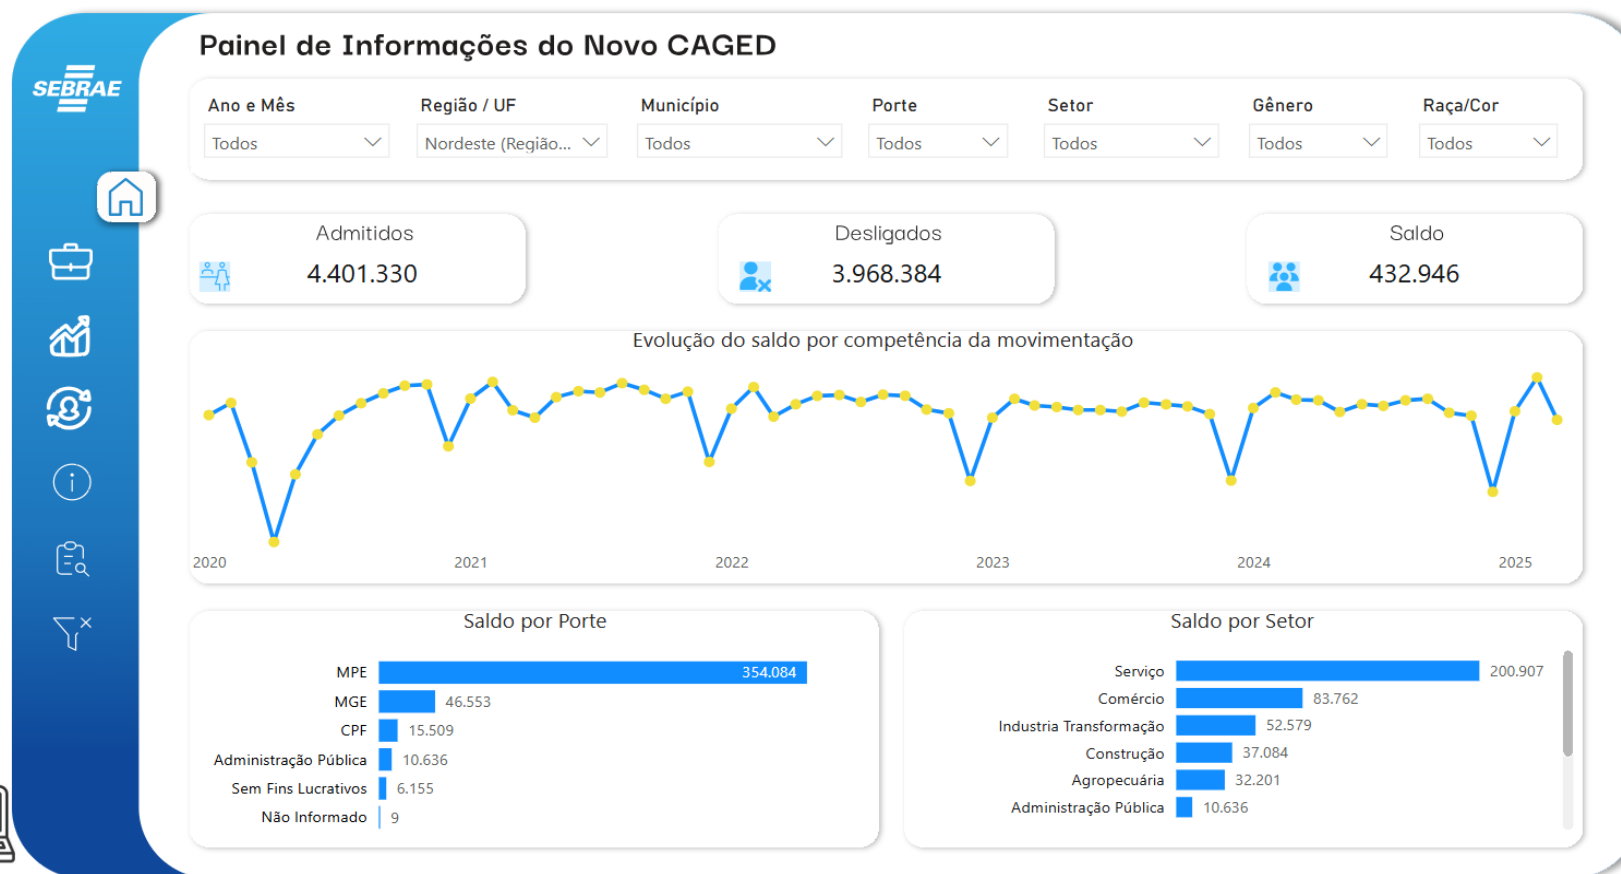 Painel de Informações do Novo CAGED
SEBRAE
Ano e Mês Região / UF Município Porte Setor Gênero Raça/Cor
Todos Nordeste (Região... Todos Todos Todos Todos Todos
Admitidos Desligados Saldo
4.401.330 3.968.384 432.946
Evolução do saldo por competência da movimentação
2020 2021 2022 2023 2024 2025
Saldo por Porte
MPE 354.084
MGE 46.553
CPF 15.509
Administração Pública 10.636
Sem Fins Lucrativos 6.155
Não Informado 9
Saldo por Setor
Serviço 200.907
Comércio 83.762
Industria Transformação 52.579
Construção 37.084
Agropecuária 32.201
Administração Pública 10.636